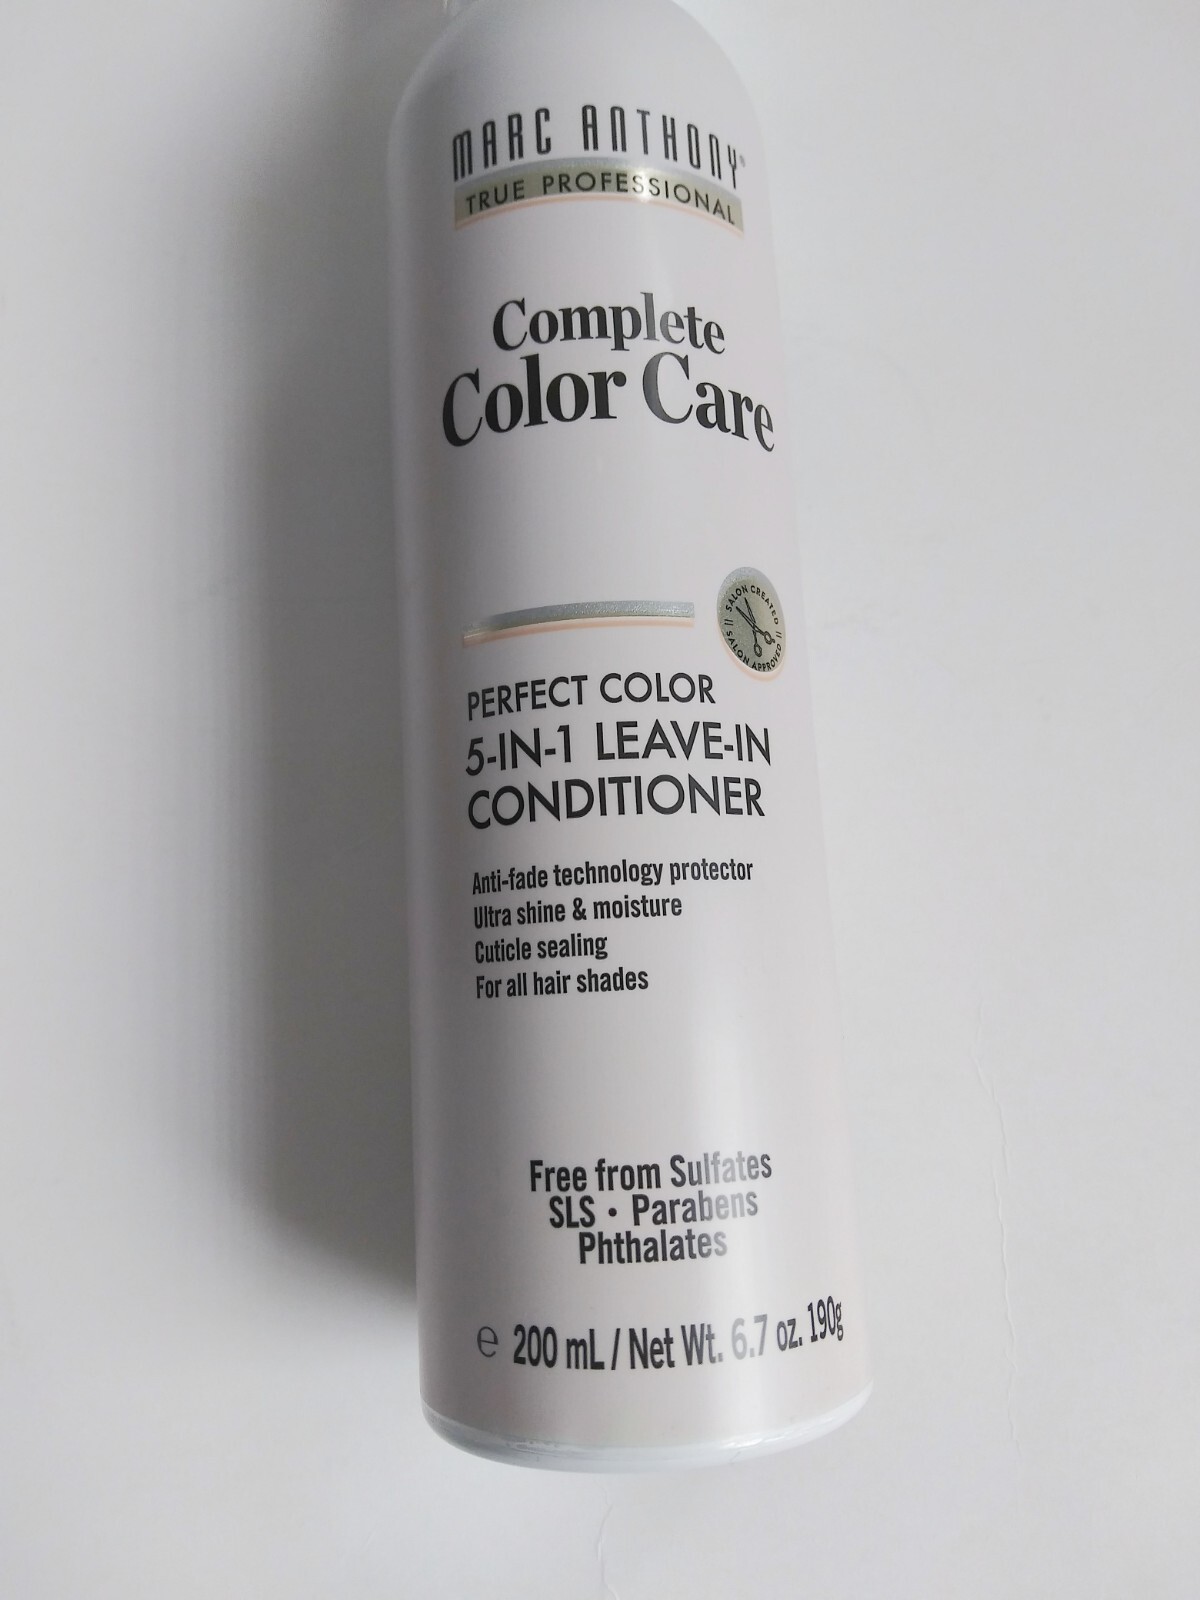 MARC ANTHONY®
TRUE PROFESSIONAL
Complete
Color Care
SALON CREATED
SALON APPROVED
PERFECT COLOR
5-IN-1 LEAVE-IN
CONDITIONER
Anti-fade technology protector
Ultra shine & moisture
Cuticle sealing
For all hair shades
Free from Sulfates
SLS • Parabens
Phthalates
℮ 200 mL / Net Wt. 6.7 oz. 190g